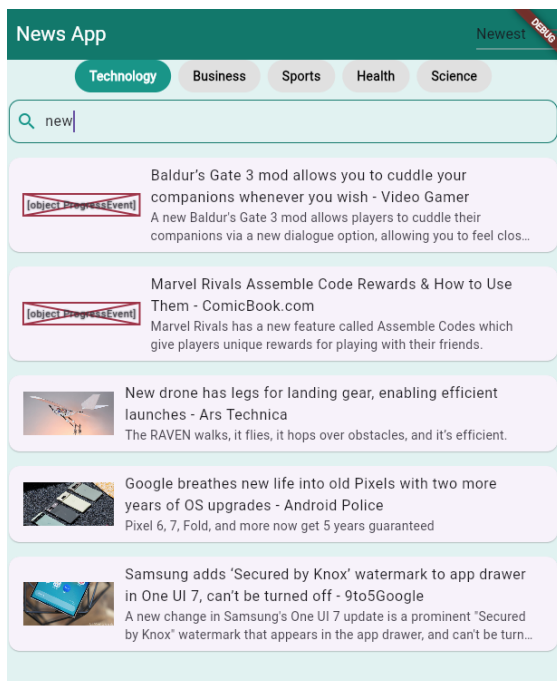 News App
Newest
DEBUG
Technology
Business
Sports
Health
Science
new
[object ProgressEvent]
Baldur’s Gate 3 mod allows you to cuddle your
companions whenever you wish - Video Gamer
A new Baldur's Gate 3 mod allows players to cuddle their
companions via a new dialogue option, allowing you to feel clos…
[object ProgressEvent]
Marvel Rivals Assemble Code Rewards & How to Use
Them - ComicBook.com
Marvel Rivals has a new feature called Assemble Codes which
give players unique rewards for playing with their friends.
New drone has legs for landing gear, enabling efficient
launches - Ars Technica
The RAVEN walks, it flies, it hops over obstacles, and it’s efficient.
Google breathes new life into old Pixels with two more
years of OS upgrades - Android Police
Pixel 6, 7, Fold, and more now get 5 years guaranteed
Samsung adds ‘Secured by Knox’ watermark to app drawer
in One UI 7, can’t be turned off - 9to5Google
A new change in Samsung's One UI 7 update is a prominent "Secured
by Knox" watermark that appears in the app drawer, and can't be turn…